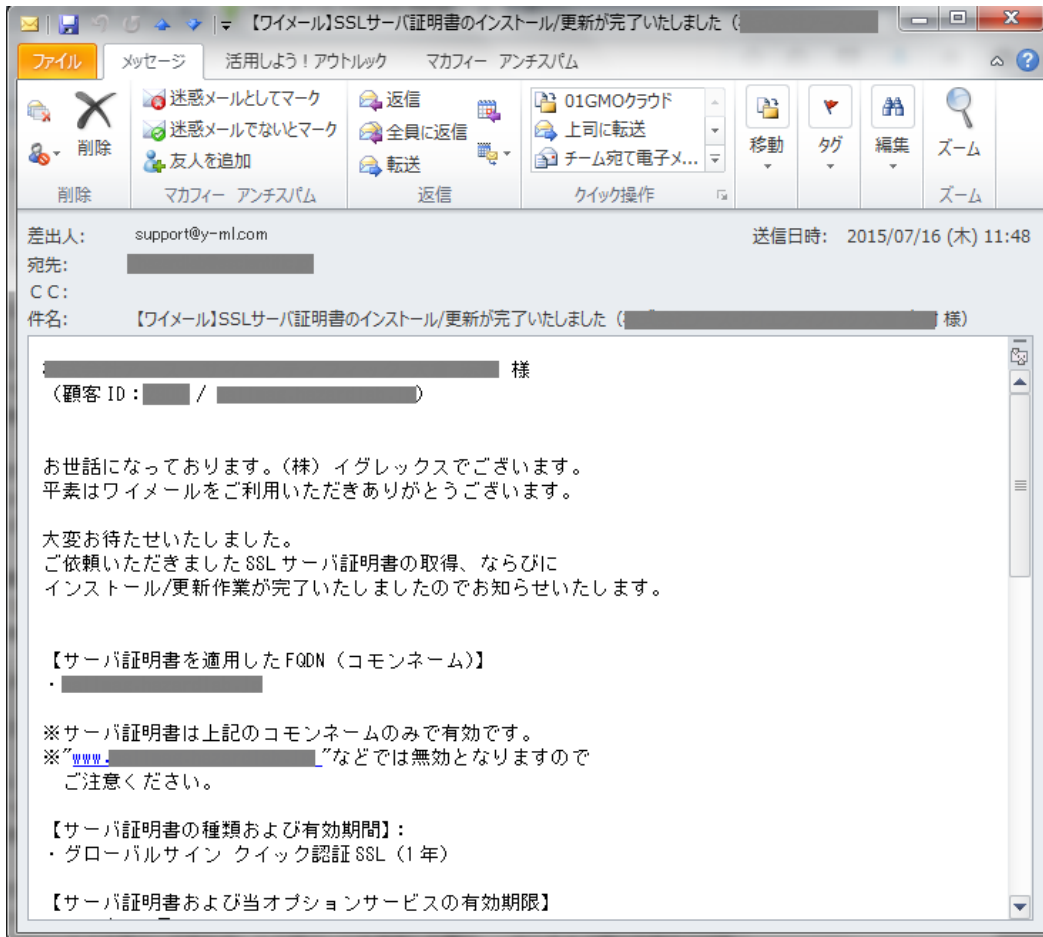 【ワイメール】SSLサーバ証明書のインストール/更新が完了いたしました（
ファイル メッセージ 活用しよう！アウトルック マカフィー アンチスパム
削除
迷惑メールとしてマーク
迷惑メールでないとマーク
友人を追加
返信
全員に返信
転送
01GMOクラウド
上司に転送
チーム宛て電子メ...
移動 タグ 編集 ズーム
削除 マカフィー アンチスパム 返信 クイック操作 ズーム
差出人: support@y-ml.com 送信日時: 2015/07/16 (木) 11:48
宛先:
ＣＣ:
件名: 【ワイメール】SSLサーバ証明書のインストール/更新が完了いたしました（ 様）
様
（顧客ID： / ）
お世話になっております。（株）イグレックスでございます。
平素はワイメールをご利用いただきありがとうございます。
大変お待たせいたしました。
ご依頼いただきましたSSLサーバ証明書の取得、ならびに
インストール/更新作業が完了いたしましたのでお知らせいたします。
【サーバ証明書を適用したFQDN（コモンネーム）】
・
※サーバ証明書は上記のコモンネームのみで有効です。
※"www. "などでは無効となりますので
ご注意ください。
【サーバ証明書の種類および有効期間】：
・グローバルサイン クイック認証SSL（1年）
【サーバ証明書および当オプションサービスの有効期限】